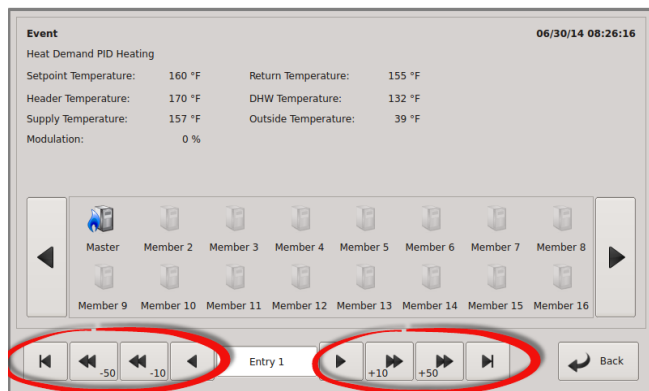 Event 06/30/14 08:26:16
Heat Demand PID Heating
Setpoint Temperature: 160 °F Return Temperature: 155 °F
Header Temperature: 170 °F DHW Temperature: 132 °F
Supply Temperature: 157 °F Outside Temperature: 39 °F
Modulation: 0 %
Master Member 2 Member 3 Member 4 Member 5 Member 6 Member 7 Member 8
Member 9 Member 10 Member 11 Member 12 Member 13 Member 14 Member 15 Member 16
-50 -10 Entry 1 +10 +50 Back